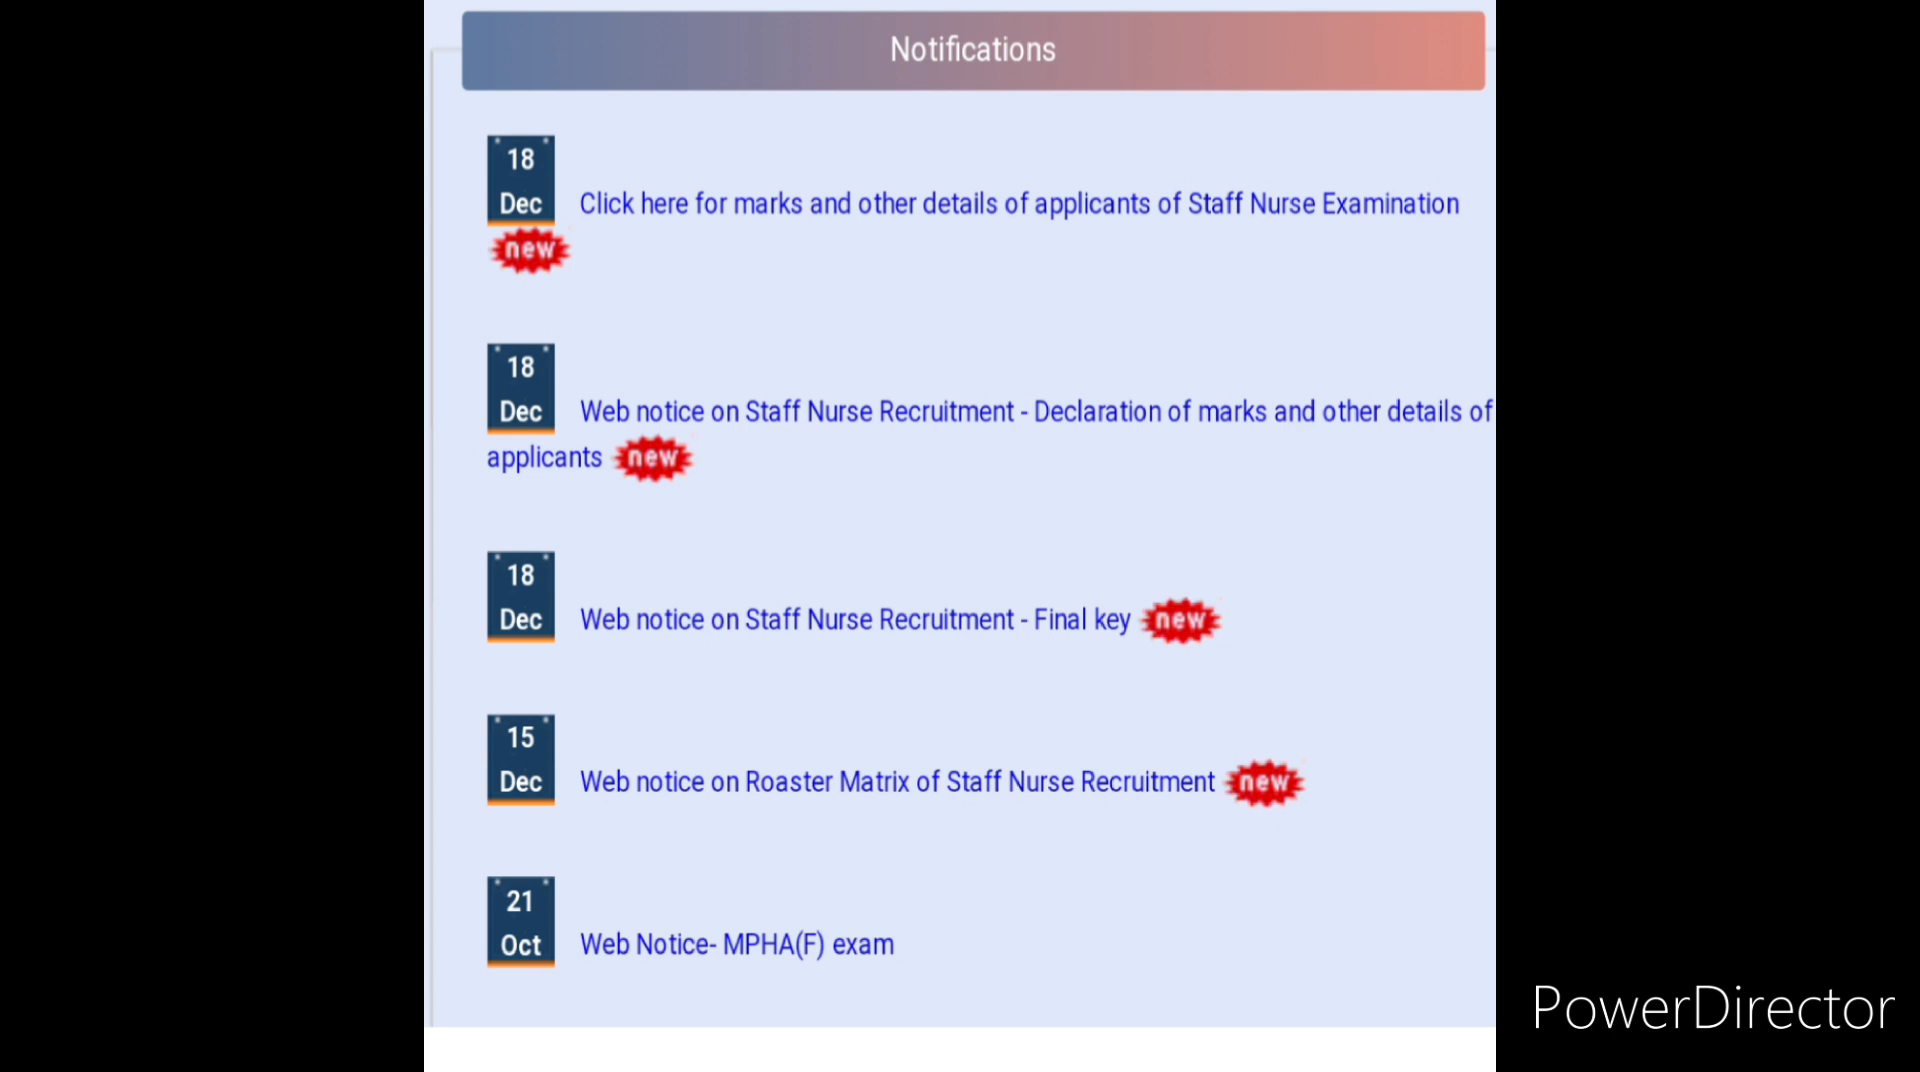 Notifications
18
Dec
Click here for marks and other details of applicants of Staff Nurse Examination
new
18
Dec
Web notice on Staff Nurse Recruitment - Declaration of marks and other details of
applicants new
18
Dec
Web notice on Staff Nurse Recruitment - Final key new
15
Dec
Web notice on Roaster Matrix of Staff Nurse Recruitment new
21
Oct
Web Notice- MPHA(F) exam
PowerDirector